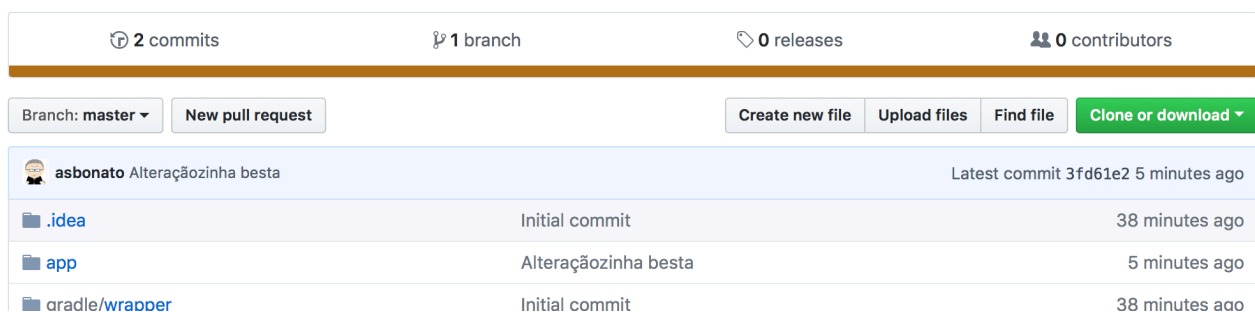 2 commits 1 branch 0 releases 0 contributors
Branch: master New pull request Create new file Upload files Find file Clone or download
asbonato Alteraçãozinha besta Latest commit 3fd61e2 5 minutes ago
.idea Initial commit 38 minutes ago
app Alteraçãozinha besta 5 minutes ago
gradle/wrapper Initial commit 38 minutes ago